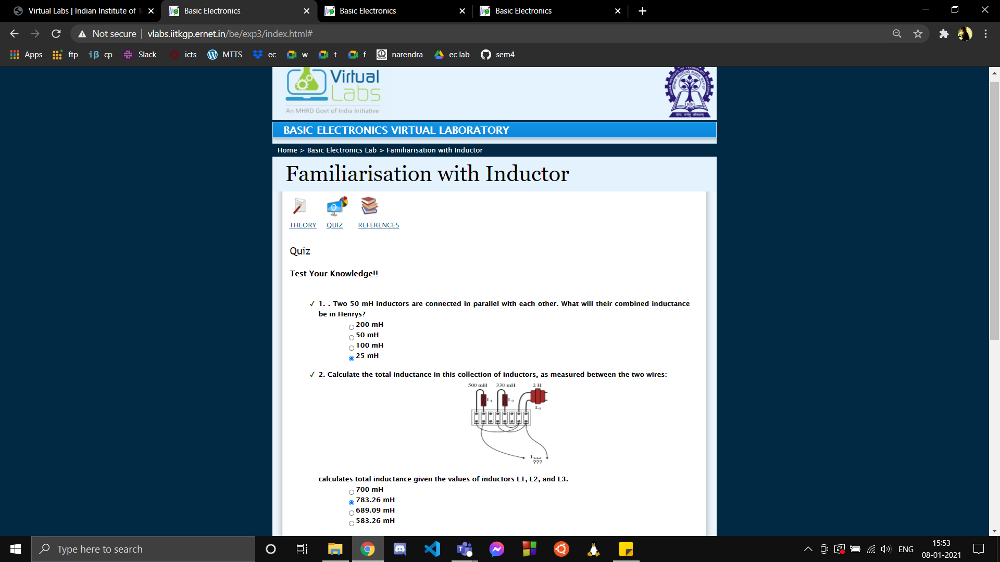 Virtual Labs | Indian Institute of T
Basic Electronics
Basic Electronics
Basic Electronics
Not secure
vlabs.iitkgp.ernet.in/be/exp3/index.html#
Apps ftp cp Slack icts MTTS ec w t f narendra ec lab sem4
Virtual
Labs
An MHRD Govt of India Initiative
1951
BASIC ELECTRONICS VIRTUAL LABORATORY
Home > Basic Electronics Lab > Familiarisation with Inductor
Familiarisation with Inductor
THEORY QUIZ REFERENCES
Quiz
Test Your Knowledge!!
✓ 1. . Two 50 mH inductors are connected in parallel with each other. What will their combined inductance
be in Henrys?
200 mH
50 mH
100 mH
25 mH
✓ 2. Calculate the total inductance in this collection of inductors, as measured between the two wires:
500 mH 330 mH 2 H
L1 L2
L3
Ltotal
???
calculates total inductance given the values of inductors L1, L2, and L3.
700 mH
783.26 mH
689.09 mH
583.26 mH
Type here to search
ENG
15:53
08-01-2021